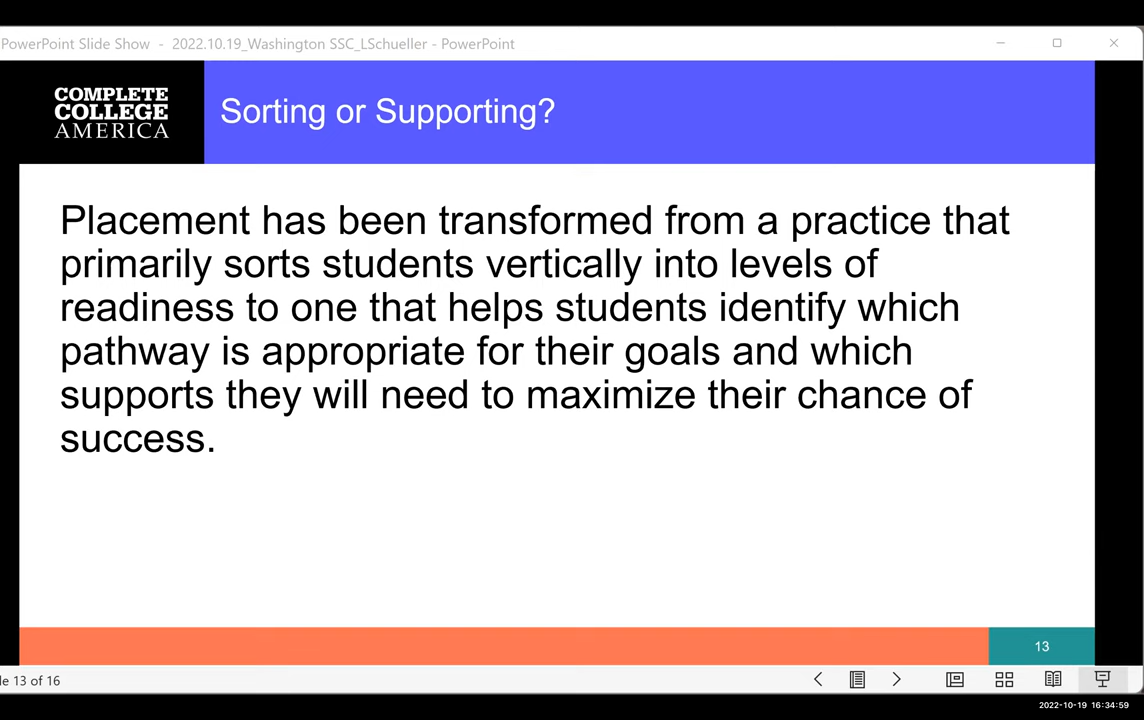 PowerPoint Slide Show - 2022.10.19_Washington SSC_LSchueller - PowerPoint
COMPLETE
COLLEGE
AMERICA
Sorting or Supporting?
Placement has been transformed from a practice that
primarily sorts students vertically into levels of
readiness to one that helps students identify which
pathway is appropriate for their goals and which
supports they will need to maximize their chance of
success.
13
le 13 of 16
2022-10-19 16:34:59